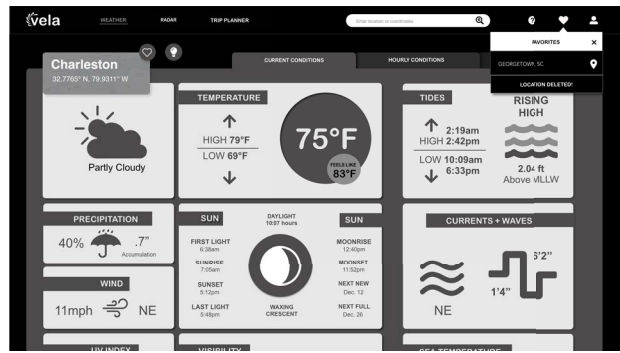 vela
WEATHER
RADAR
TRIP PLANNER
Enter location or coordinates
FAVORITES
×
GEORGETOWN, SC
LOCATION DELETED!
Charleston
32.7765° N, 79.9311° W
CURRENT CONDITIONS
HOURLY CONDITIONS
Partly Cloudy
TEMPERATURE
HIGH 79°F
LOW 69°F
75°F
FEELS LIKE
83°F
TIDES
2:19am
HIGH 2:42pm
LOW 10:09am
6:33pm
RISING
HIGH
2.04 ft
Above MLLW
PRECIPITATION
40%
.7”
Accumulation
WIND
11mph
NE
SUN
FIRST LIGHT
6:38am
SUNRISE
7:05am
SUNSET
5:12pm
LAST LIGHT
5:48pm
DAYLIGHT
10:07 hours
WAXING
CRESCENT
SUN
MOONRISE
12:40pm
MOONSET
11:52pm
NEXT NEW
Dec. 12
NEXT FULL
Dec. 26
CURRENTS + WAVES
NE
6’2”
1’4”
UV INDEX
VISIBILITY
SEA TEMPERATURE